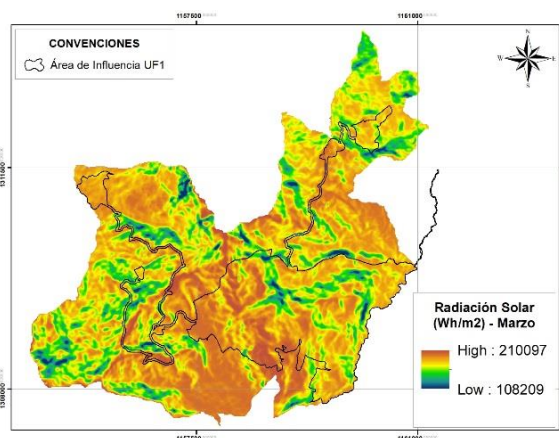 1157500
1161000
CONVENCIONES
Área de Influencia UF1
N
W
E
S
Radiación Solar
(Wh/m2) - Marzo
High : 210097
Low : 108209